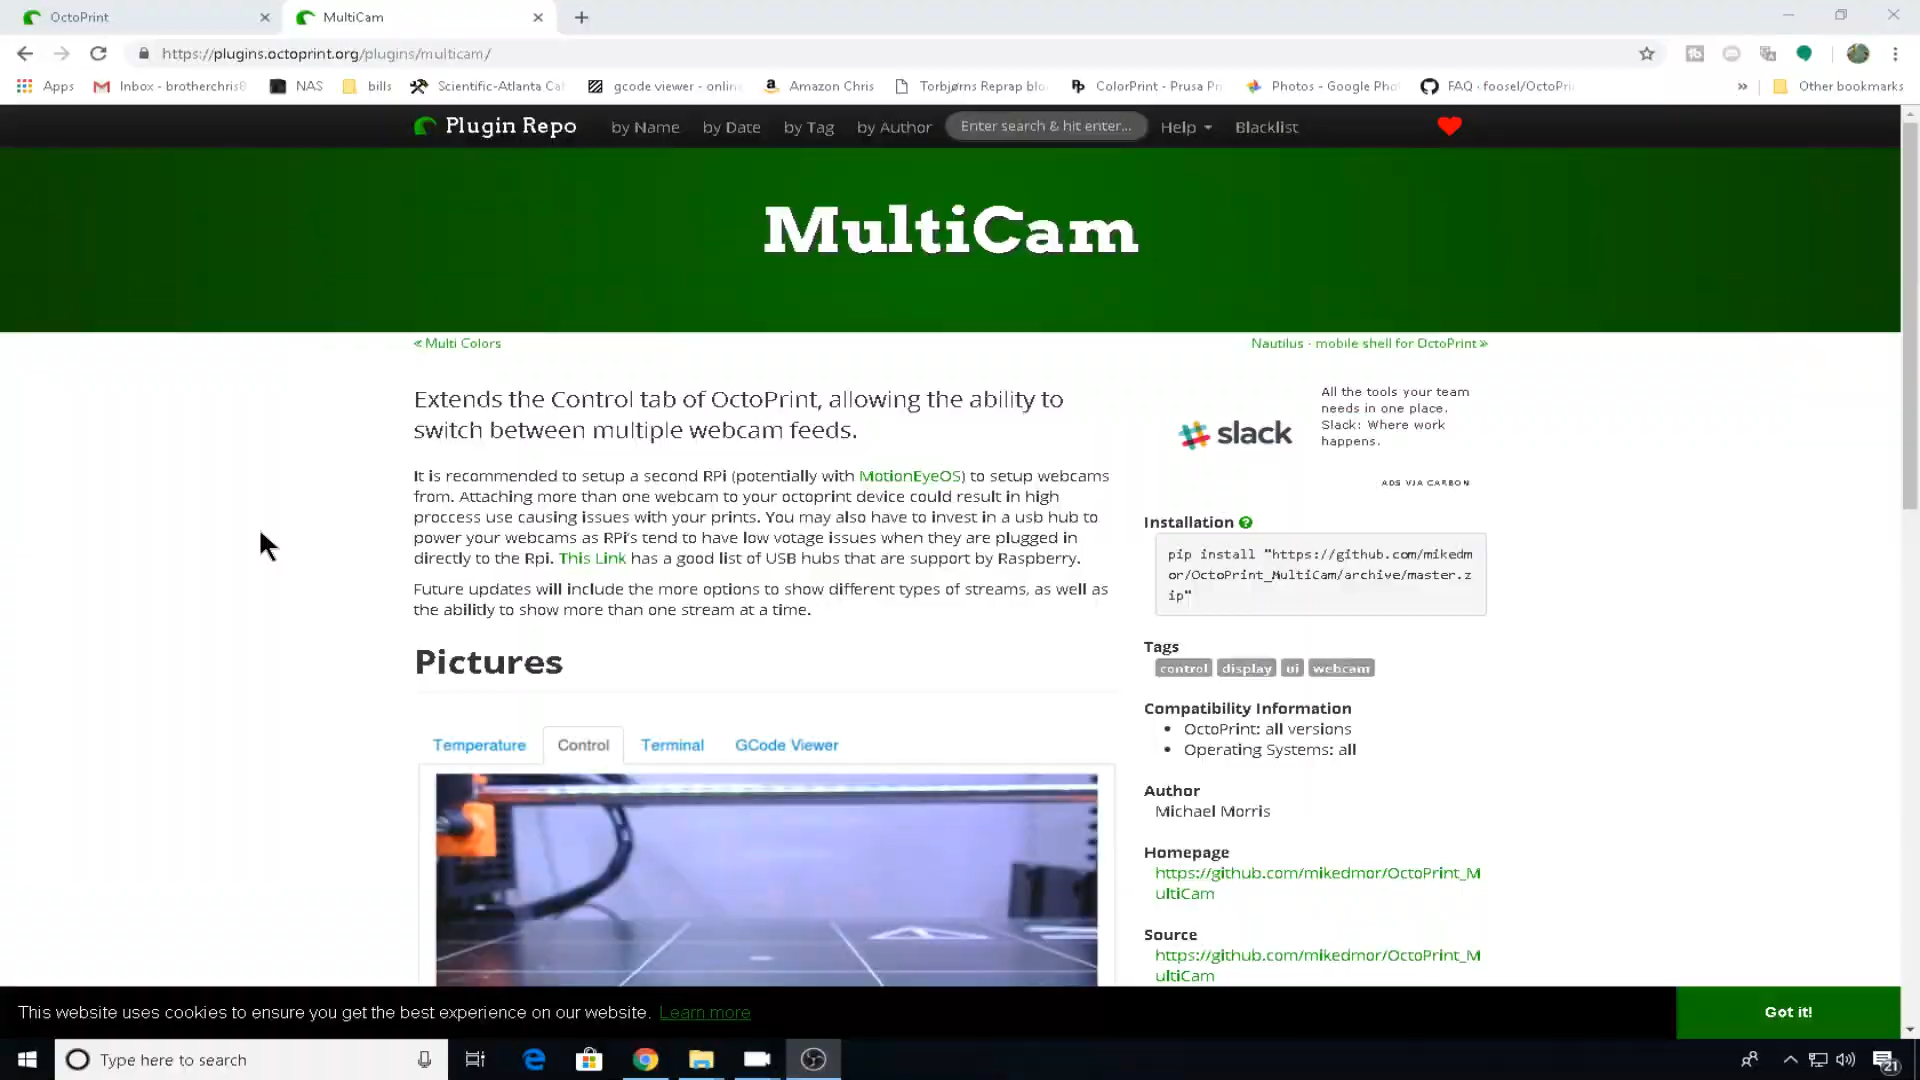 OctoPrint
MultiCam
https://plugins.octoprint.org/plugins/multicam/
Apps
Inbox - brotherchris8
NAS
bills
Scientific-Atlanta Cal
gcode viewer - online
Amazon Chris
Torbjørns Reprap blo
ColorPrint - Prusa Pri
Photos - Google Phot
FAQ · foosel/OctoPrin
»
Other bookmarks
Plugin Repo
by Name
by Date
by Tag
by Author
Enter search & hit enter...
Help
Blacklist
MultiCam
« Multi Colors
Nautilus - mobile shell for OctoPrint »
Extends the Control tab of OctoPrint, allowing the ability to
switch between multiple webcam feeds.
It is recommended to setup a second RPi (potentially with MotionEyeOS) to setup webcams
from. Attaching more than one webcam to your octoprint device could result in high
proccess use causing issues with your prints. You may also have to invest in a usb hub to
power your webcams as RPi's tend to have low votage issues when they are plugged in
directly to the Rpi. This Link has a good list of USB hubs that are support by Raspberry.
Future updates will include the more options to show different types of streams, as well as
the abilitly to show more than one stream at a time.
Pictures
Temperature
Control
Terminal
GCode Viewer
slack
All the tools your team
needs in one place.
Slack: Where work
happens.
ADS VIA CARBON
Installation
pip install "https://github.com/mikedm
or/OctoPrint_MultiCam/archive/master.z
ip"
Tags
control display ui webcam
Compatibility Information
• OctoPrint: all versions
• Operating Systems: all
Author
Michael Morris
Homepage
https://github.com/mikedmor/OctoPrint_M
ultiCam
Source
https://github.com/mikedmor/OctoPrint_M
ultiCam
This website uses cookies to ensure you get the best experience on our website. Learn more
Got it!
Type here to search
21